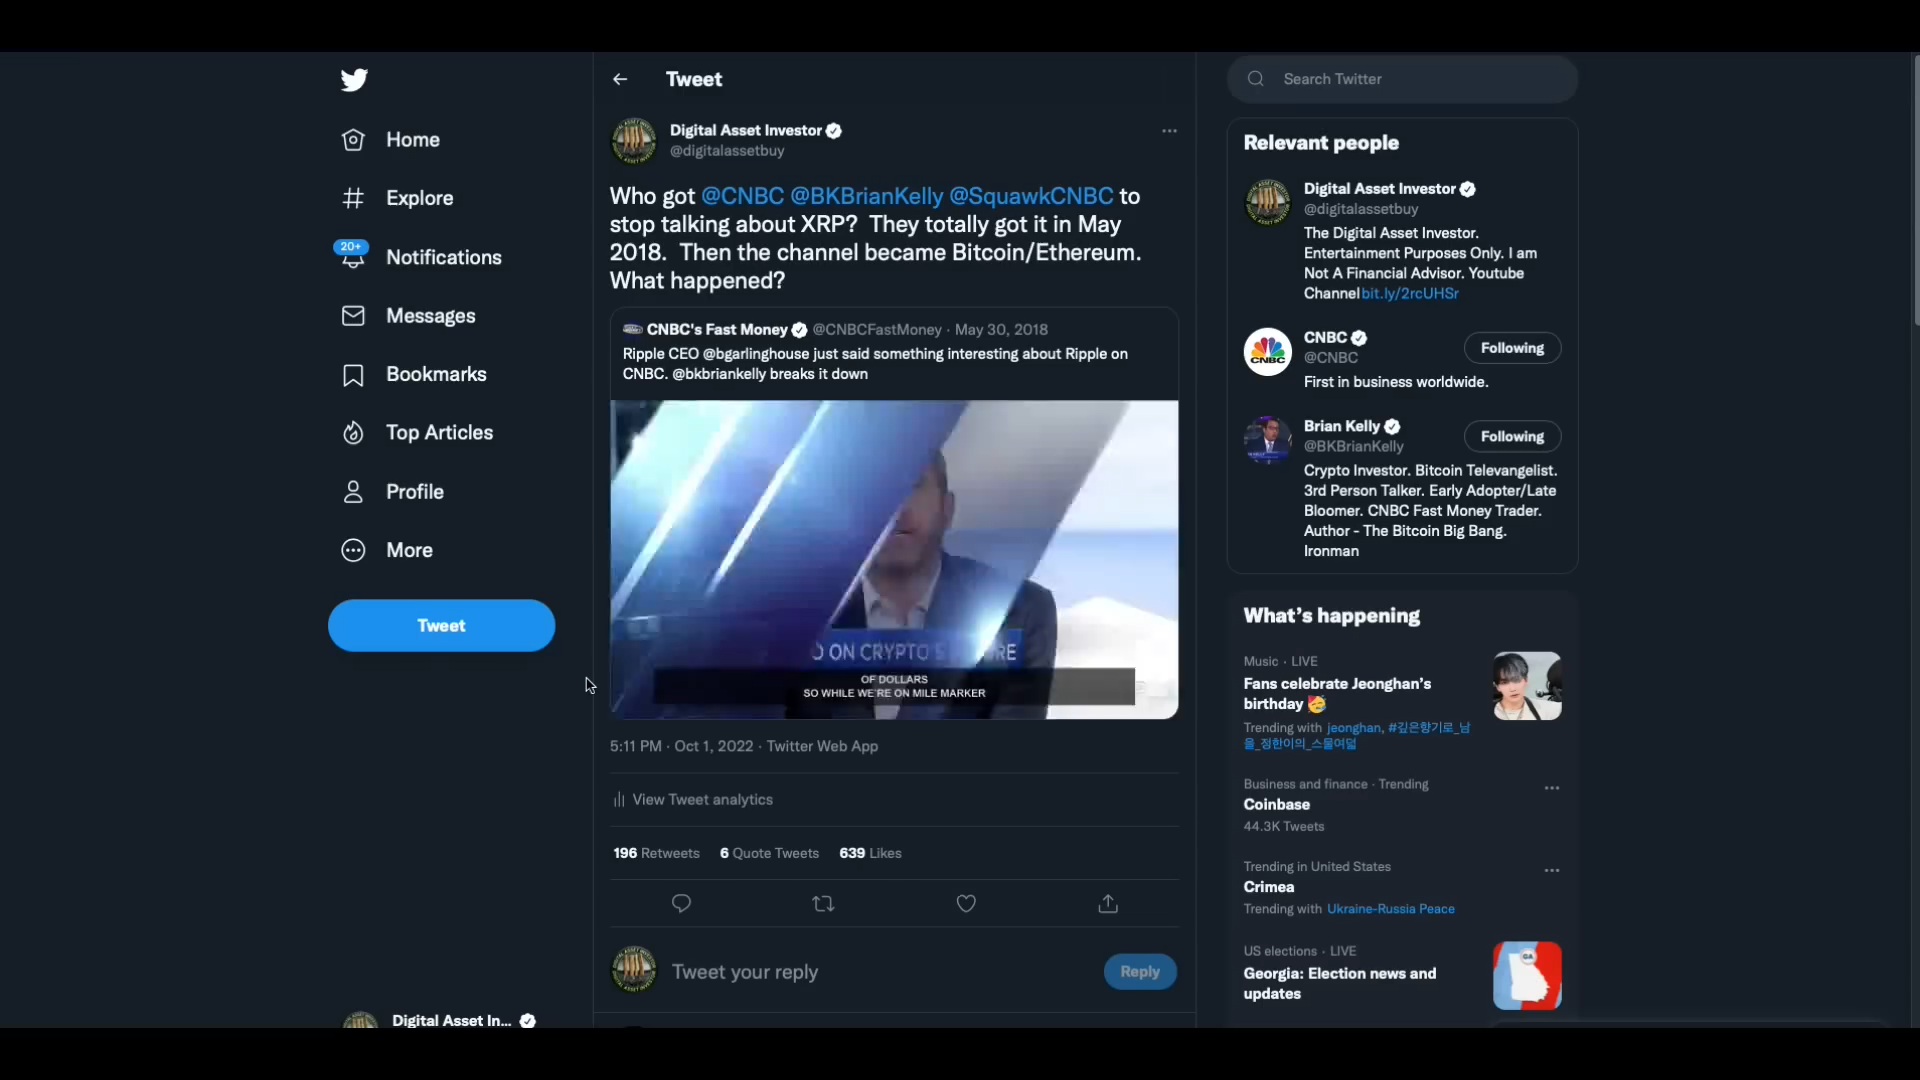 Home
Explore
20+
Notifications
Messages
Bookmarks
Top Articles
Profile
More
Tweet
Digital Asset In...
Tweet
Digital Asset Investor
@digitalassetbuy
Who got @CNBC @BKBrianKelly @SquawkCNBC to
stop talking about XRP?  They totally got it in May
2018.  Then the channel became Bitcoin/Ethereum.
What happened?
CNBC's Fast Money @CNBCFastMoney · May 30, 2018
Ripple CEO @bgarlinghouse just said something interesting about Ripple on
CNBC. @bkbriankelly breaks it down
ON CRYPTO'S
OF DOLLARS
SO WHILE WE'RE ON MILE MARKER
5:11 PM · Oct 1, 2022 · Twitter Web App
View Tweet analytics
196 Retweets 6 Quote Tweets 639 Likes
Tweet your reply
Reply
Search Twitter
Relevant people
Digital Asset Investor
@digitalassetbuy
The Digital Asset Investor.
Entertainment Purposes Only. I am
Not A Financial Advisor. Youtube
Channel bit.ly/2rcUHSr
CNBC
CNBC
@CNBC
Following
First in business worldwide.
Brian Kelly
@BKBrianKelly
Following
Crypto Investor. Bitcoin Televangelist.
3rd Person Talker. Early Adopter/Late
Bloomer. CNBC Fast Money Trader.
Author - The Bitcoin Big Bang.
Ironman
What's happening
Music · LIVE
Fans celebrate Jeonghan's
birthday 🥳
Trending with jeonghan, #깊은향기로_남
을_정한이의_스물여덟
Business and finance · Trending
Coinbase
44.3K Tweets
Trending in United States
Crimea
Trending with Ukraine-Russia Peace
US elections · LIVE
Georgia: Election news and
updates
GA